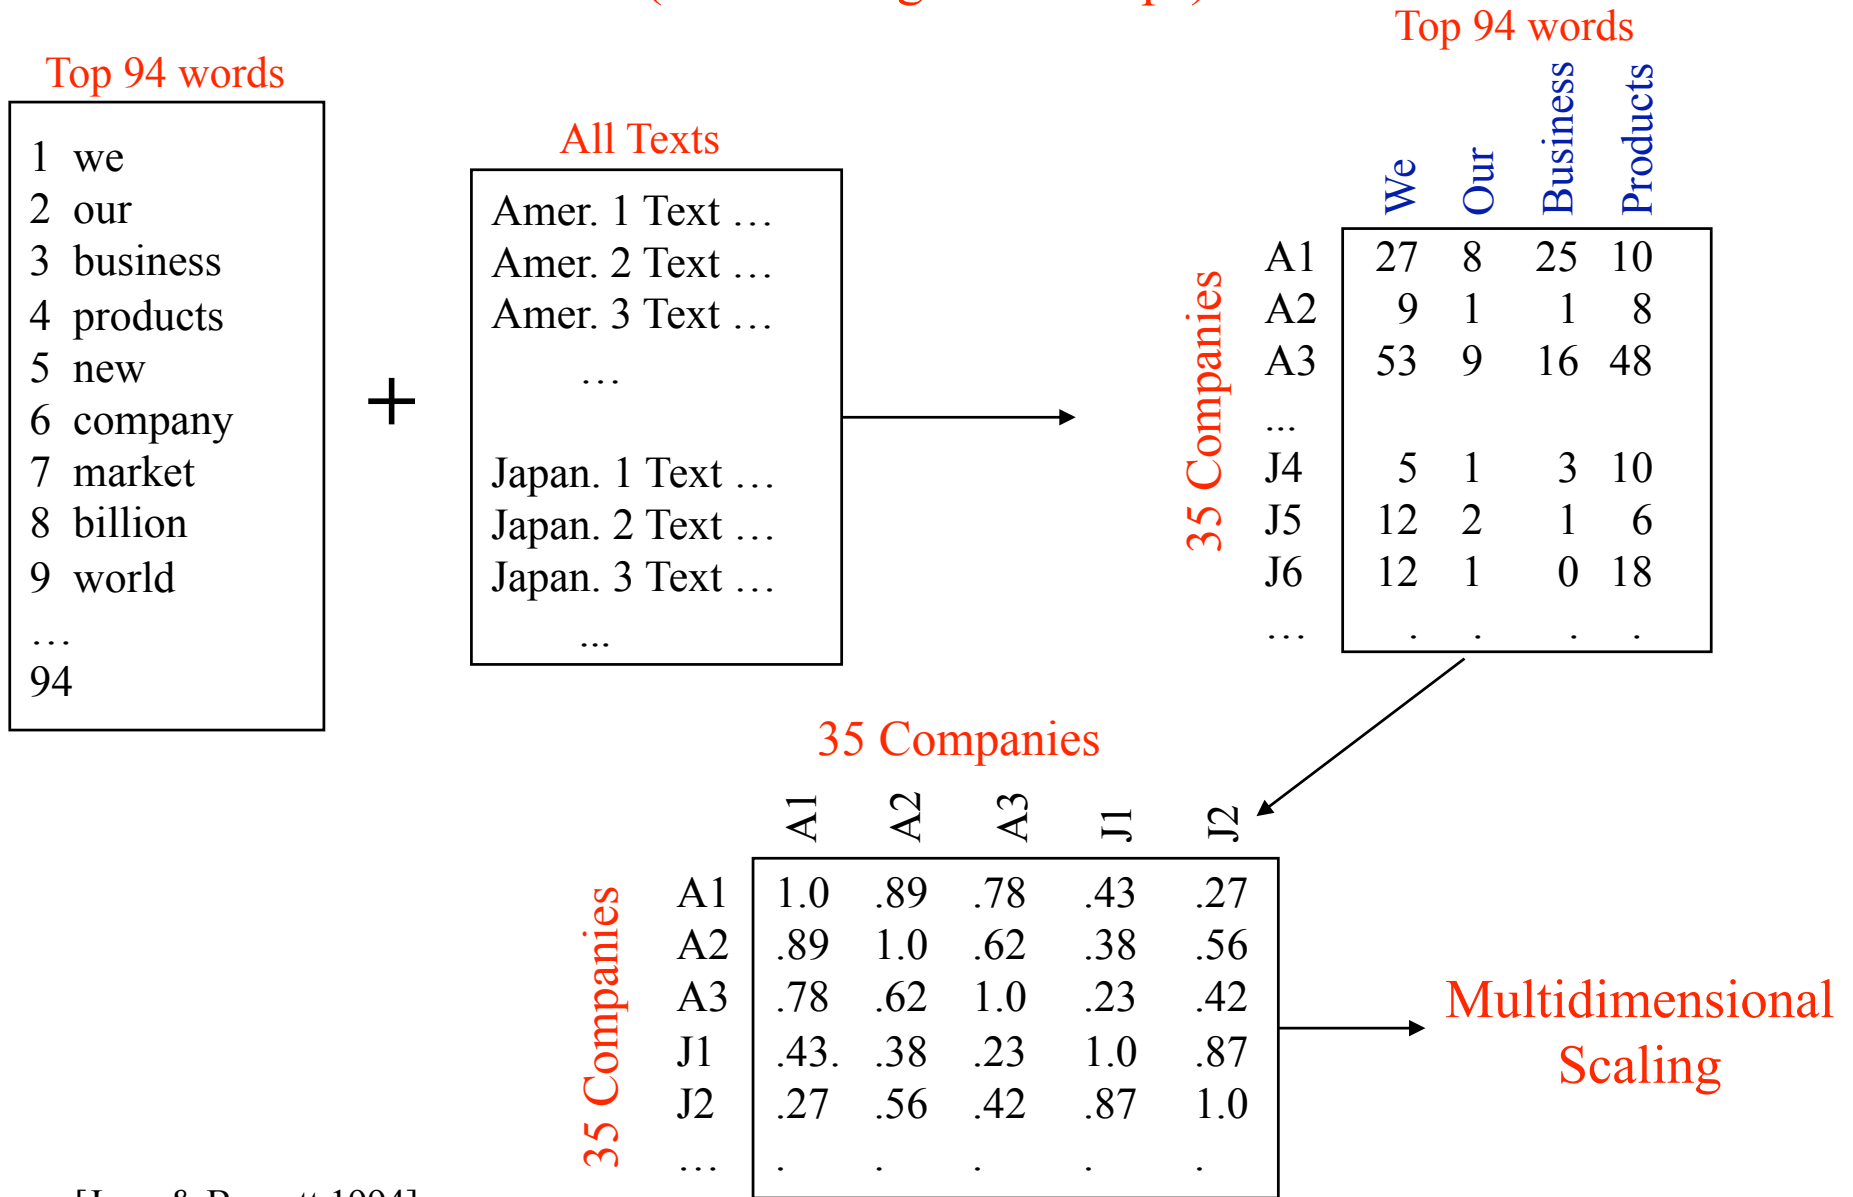 Top 94 words
1 we
2 our
3 business
4 products
5 new
6 company
7 market
8 billion
9 world
…
94
+
All Texts
Amer. 1 Text …
Amer. 2 Text …
Amer. 3 Text …
…
Japan. 1 Text …
Japan. 2 Text …
Japan. 3 Text …
...
Top 94 words
We Our Business Products
35 Companies
A1 27 8 25 10
A2 9 1 1 8
A3 53 9 16 48
...
J4 5 1 3 10
J5 12 2 1 6
J6 12 1 0 18
… . . . .
35 Companies
A1 A2 A3 J1 J2
35 Companies
A1 1.0 .89 .78 .43 .27
A2 .89 1.0 .62 .38 .56
A3 .78 .62 1.0 .23 .42
J1 .43. .38 .23 1.0 .87
J2 .27 .56 .42 .87 1.0
… . . . . .
Multidimensional
Scaling
1994]